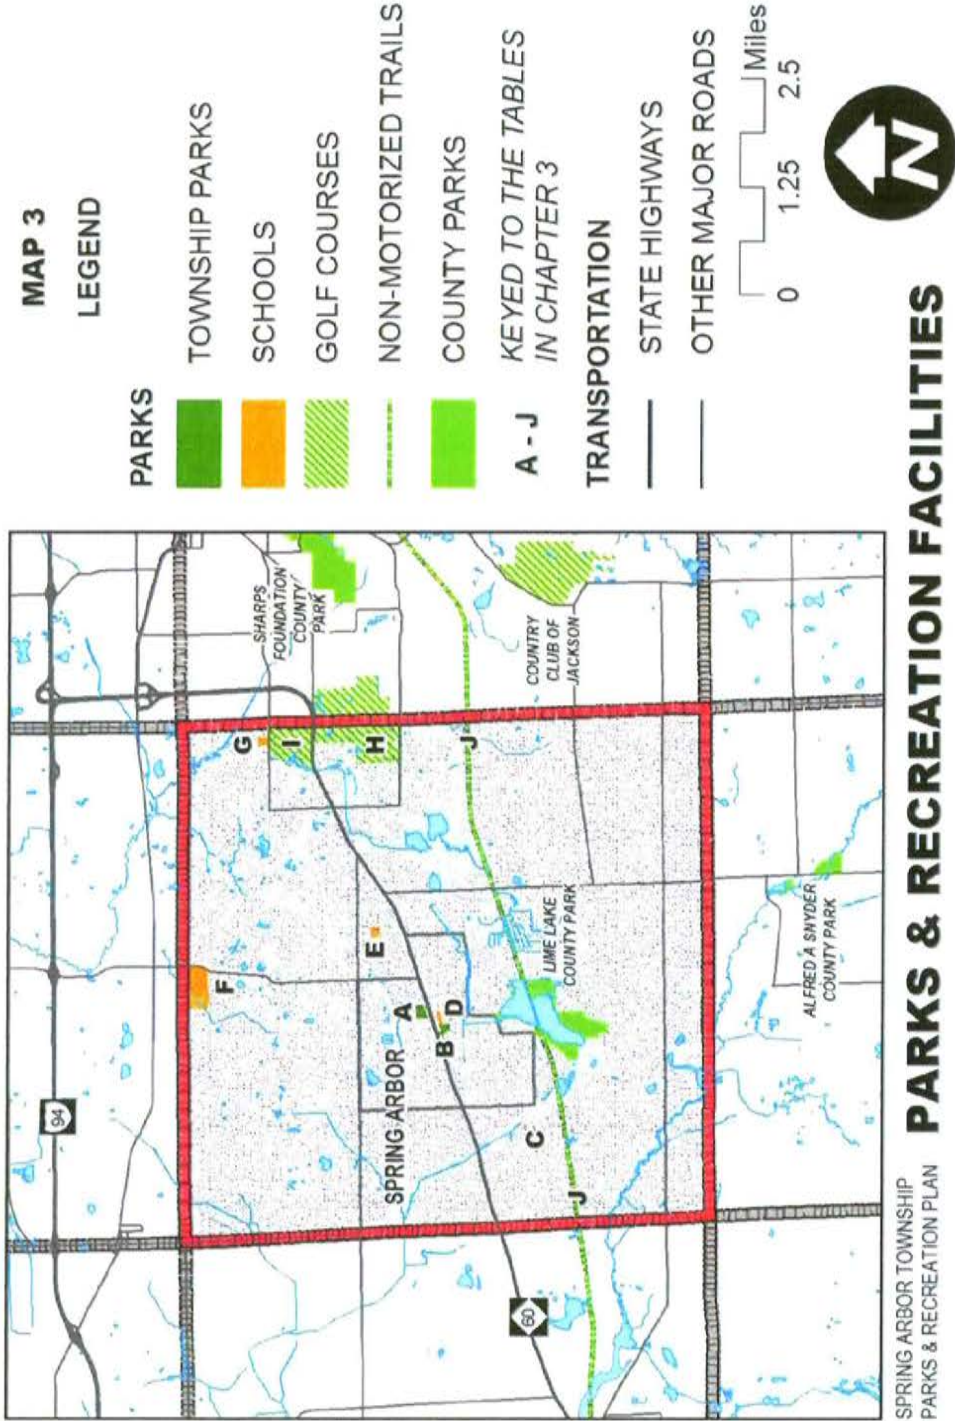 MAP 3
LEGEND
PARKS
TOWNSHIP PARKS
SCHOOLS
GOLF COURSES
NON-MOTORIZED TRAILS
COUNTY PARKS
A - J
KEYED TO THE TABLES
IN CHAPTER 3
TRANSPORTATION
STATE HIGHWAYS
OTHER MAJOR ROADS
0 1.25 2.5
Miles
N
94
SHARPS
FOUNDATION
COUNTY
PARK
G
I
H
F
E
A
SPRING ARBOR
B
D
J
COUNTRY
CLUB OF
JACKSON
LIME LAKE
COUNTY PARK
C
J
60
ALFRED A SNYDER
COUNTY PARK
SPRING ARBOR TOWNSHIP
PARKS & RECREATION PLAN
PARKS & RECREATION FACILITIES